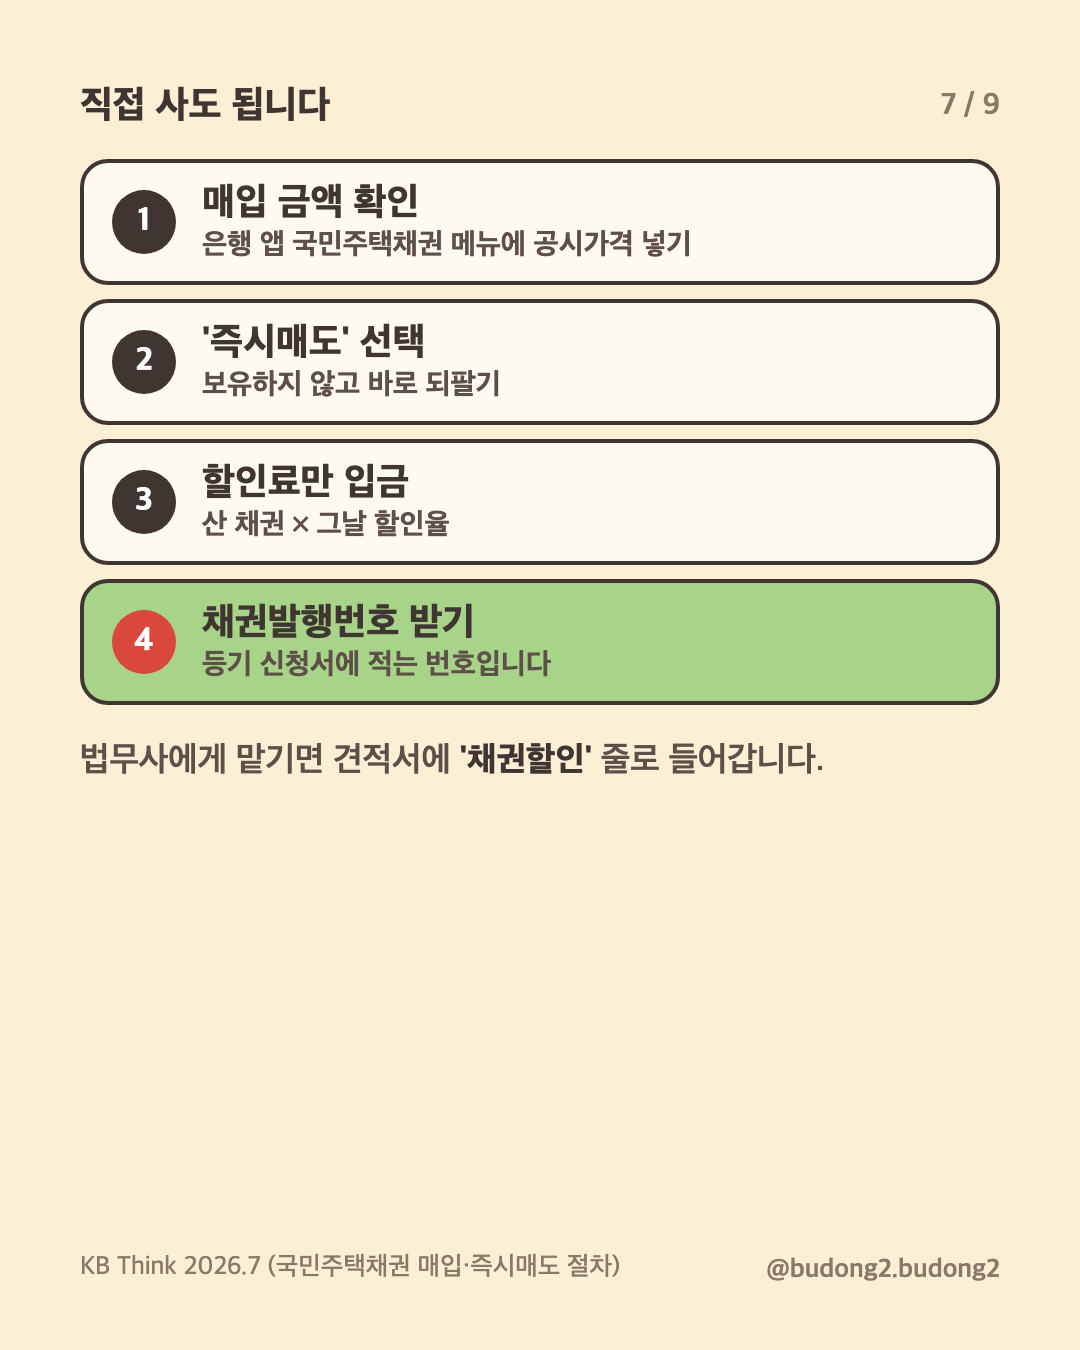 직접 사도 됩니다
7 / 9
1
매입 금액 확인
은행 앱 국민주택채권 메뉴에 공시가격 넣기
2
'즉시매도' 선택
보유하지 않고 바로 되팔기
3
할인료만 입금
산 채권 × 그날 할인율
4
채권발행번호 받기
등기 신청서에 적는 번호입니다
법무사에게 맡기면 견적서에 '채권할인' 줄로 들어갑니다.
KB Think 2026.7 (국민주택채권 매입·즉시매도 절차)
@budong2.budong2